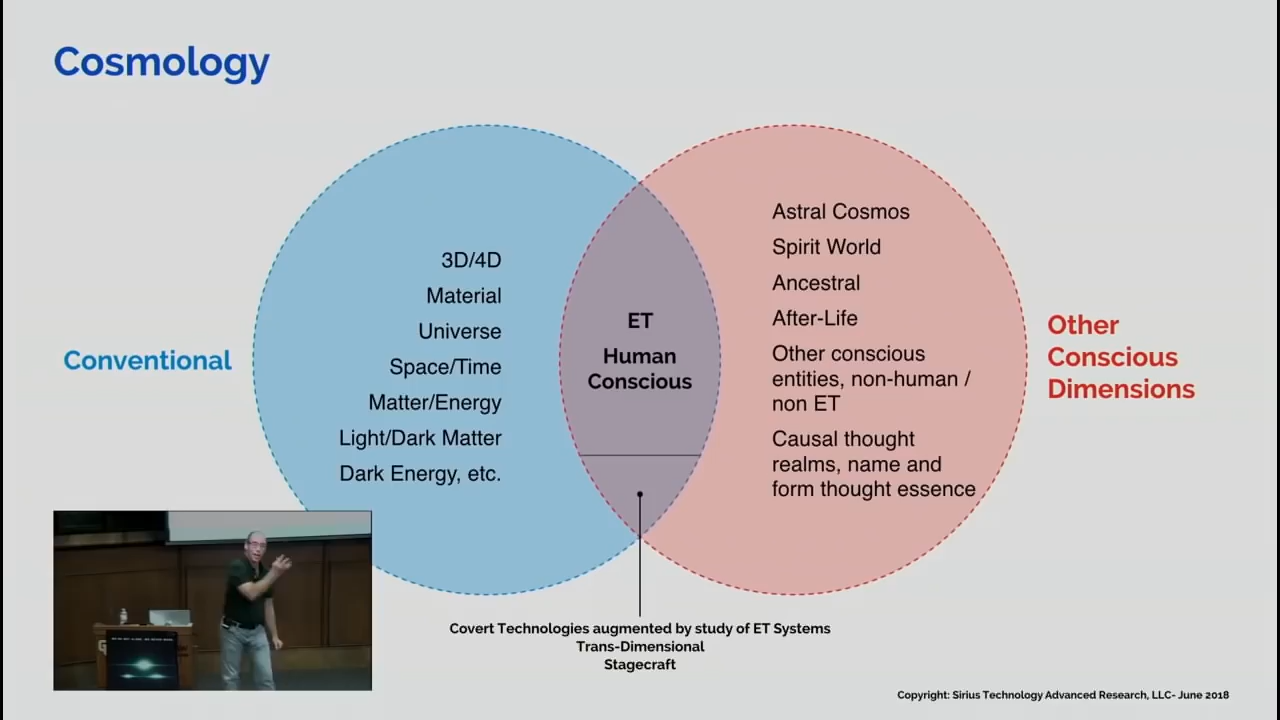 Cosmology
Conventional
3D/4D
Material
Universe
Space/Time
Matter/Energy
Light/Dark Matter
Dark Energy, etc.
ET
Human
Conscious
Astral Cosmos
Spirit World
Ancestral
After-Life
Other conscious
entities, non-human /
non ET
Causal thought
realms, name and
form thought essence
Other
Conscious
Dimensions
Covert Technologies augmented by study of ET Systems
Trans-Dimensional
Stagecraft
Copyright: Sirius Technology Advanced Research, LLC- June 2018